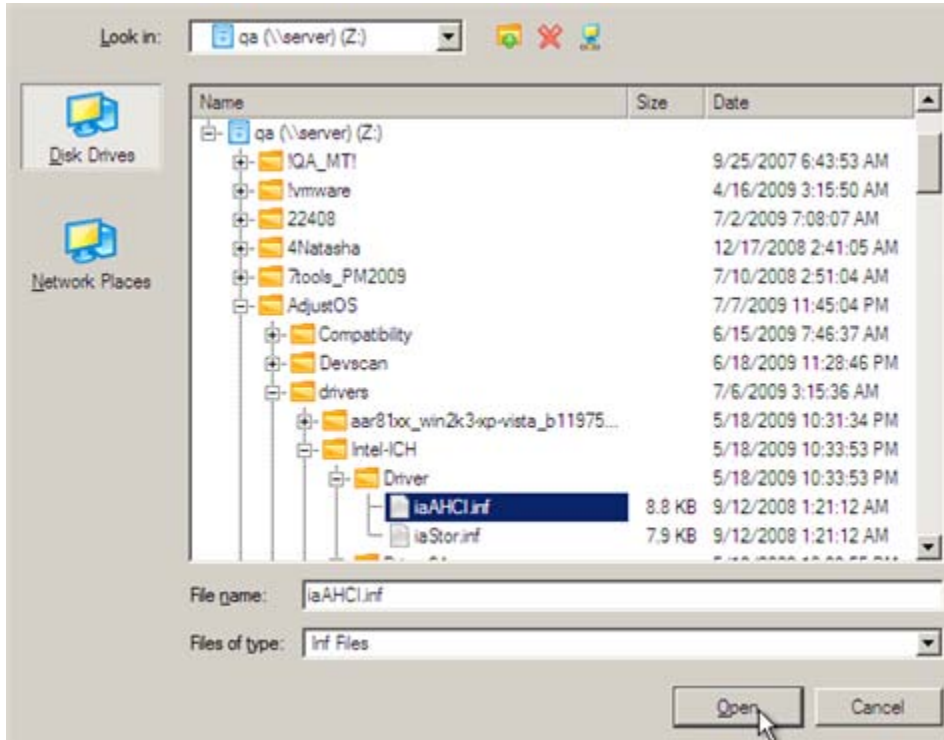 Look in: qa (\\server) (Z:)
Disk Drives
Network Places
Name Size Date
qa (\\server) (Z:)
!QA_MT! 9/25/2007 6:43:53 AM
!vmware 4/16/2009 3:15:50 AM
22408 7/2/2009 7:08:07 AM
4Natasha 12/17/2008 2:41:05 AM
7tools_PM2009 7/10/2008 2:51:04 AM
AdjustOS 7/7/2009 11:45:04 PM
Compatibility 6/15/2009 7:46:37 AM
Devscan 6/18/2009 11:28:46 PM
drivers 7/6/2009 3:15:36 AM
aar81xx_win2k3-xp-vista_b11975... 5/18/2009 10:31:34 PM
Intel-ICH 5/18/2009 10:33:53 PM
Driver 5/18/2009 10:33:53 PM
iaAHCI.inf 8.8 KB 9/12/2008 1:21:12 AM
iaStor.inf 7.9 KB 9/12/2008 1:21:12 AM
File name: iaAHCI.inf
Files of type: Inf Files
Open Cancel